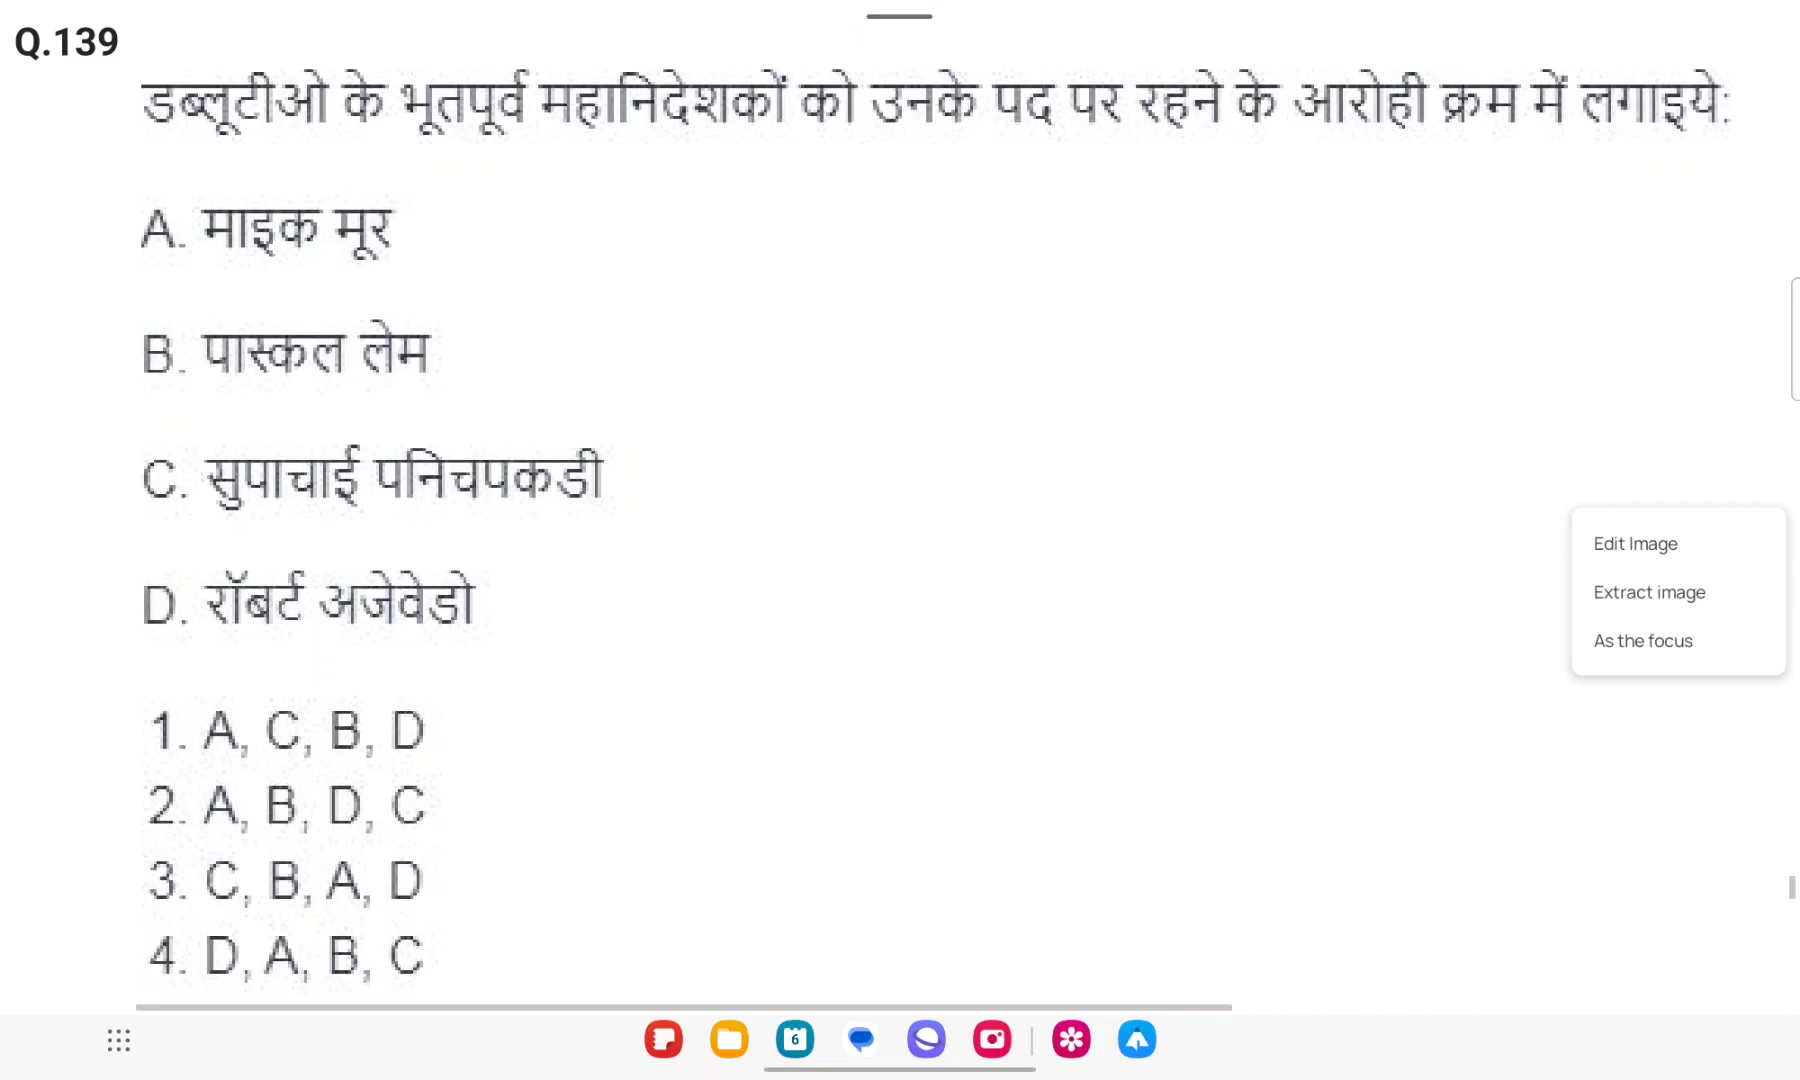 Q.139
डब्लूटीओ के भूतपूर्व महानिदेशकों को उनके पद पर रहने के आरोही क्रम में लगाइये:
A. माइक मूर
B. पास्कल लेम
C. सुपाचाई पनिचपकडी
D. रॉबर्ट अजेवेडो
Edit Image
Extract image
As the focus
1. A, C, B, D
2. A, B, D, C
3. C, B, A, D
4. D, A, B, C
6